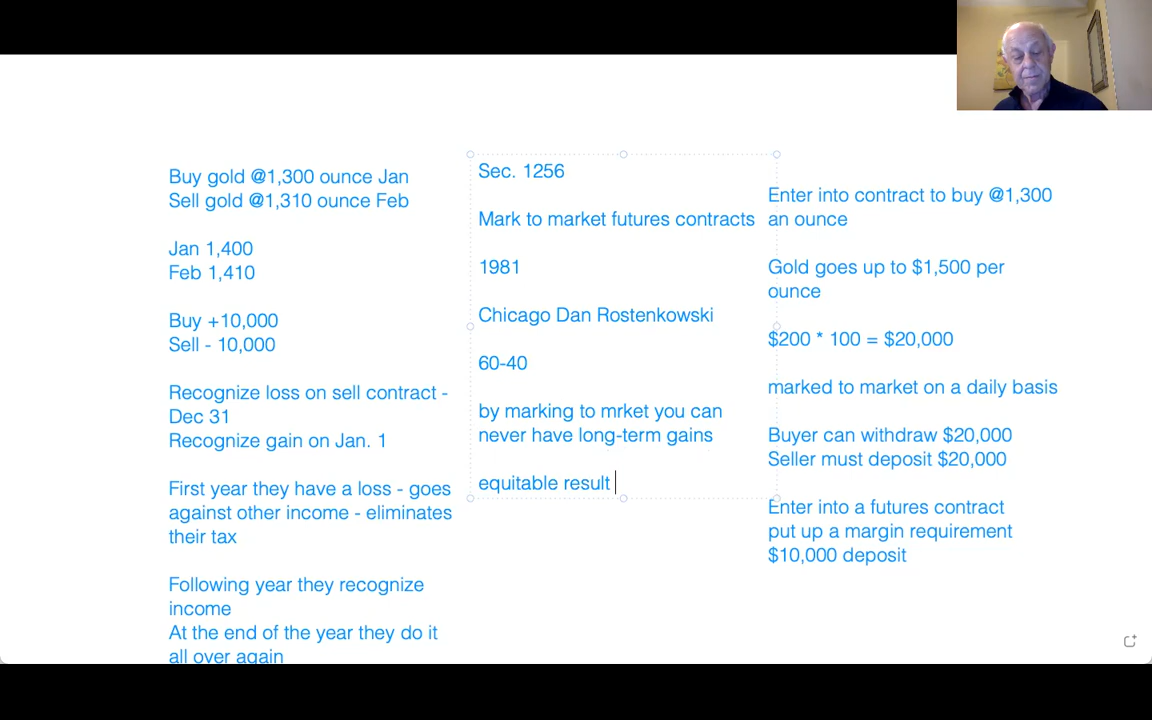 Buy gold @1,300 ounce Jan
Sell gold @1,310 ounce Feb
Jan 1,400
Feb 1,410
Buy +10,000
Sell - 10,000
Recognize loss on sell contract -
Dec 31
Recognize gain on Jan. 1
First year they have a loss - goes
against other income - eliminates
their tax
Following year they recognize
income
At the end of the year they do it
all over again
Sec. 1256
Mark to market futures contracts
1981
Chicago Dan Rostenkowski
60-40
by marking to mrket you can
never have long-term gains
equitable result
Enter into contract to buy @1,300
an ounce
Gold goes up to $1,500 per
ounce
$200 * 100 = $20,000
marked to market on a daily basis
Buyer can withdraw $20,000
Seller must deposit $20,000
Enter into a futures contract
put up a margin requirement
$10,000 deposit